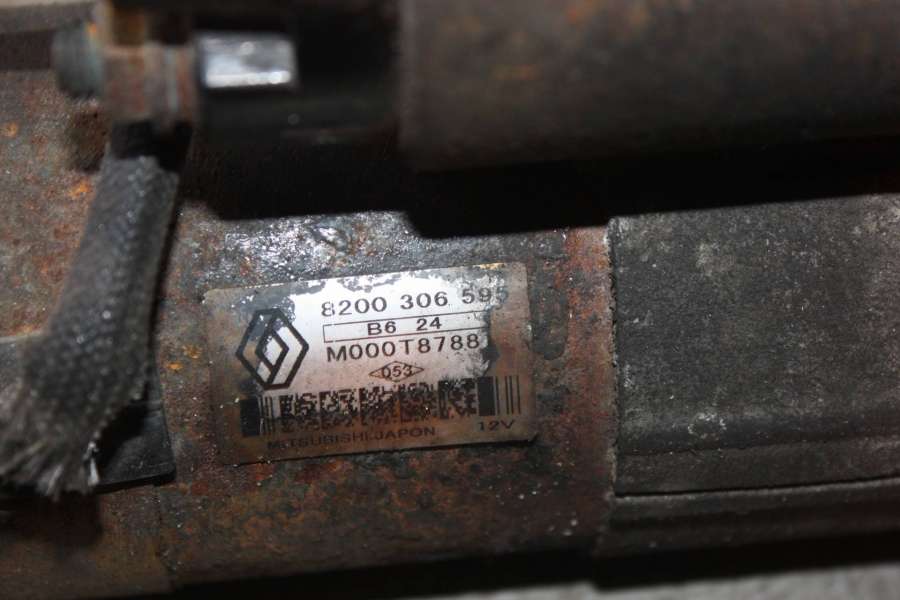 8200 306 595
B6 24
M000T8788
053
MITSUBISHI JAPON 12V